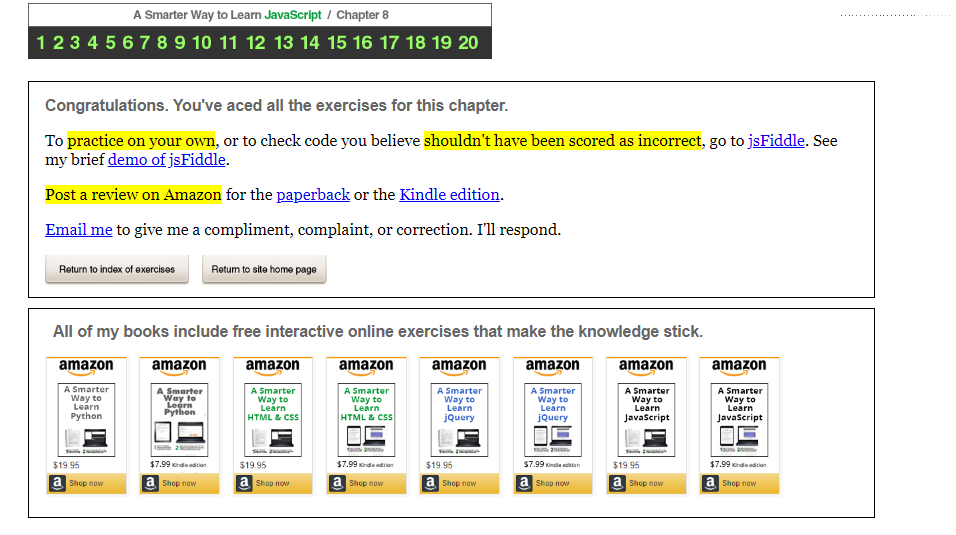 A Smarter Way to Learn JavaScript / Chapter 8
1 2 3 4 5 6 7 8 9 10 11 12 13 14 15 16 17 18 19 20
Congratulations. You've aced all the exercises for this chapter.
To practice on your own, or to check code you believe shouldn't have been scored as incorrect, go to jsFiddle. See
my brief demo of jsFiddle.
Post a review on Amazon for the paperback or the Kindle edition.
Email me to give me a compliment, complaint, or correction. I'll respond.
Return to index of exercises Return to site home page
All of my books include free interactive online exercises that make the knowledge stick.
amazon amazon amazon amazon amazon amazon amazon amazon
A Smarter A Smarter A Smarter A Smarter A Smarter A Smarter A Smarter A Smarter
Way to Way to Way to Way to Way to Way to Way to Way to
Learn Learn Learn Learn Learn Learn Learn Learn
Python Python HTML & CSS HTML & CSS jQuery jQuery JavaScript JavaScript
$19.95 $7.99 Kindle edition $19.95 $7.99 Kindle edition $19.95 $7.99 Kindle edition $19.95 $7.99 Kindle edition
a Shop now a Shop now a Shop now a Shop now a Shop now a Shop now a Shop now a Shop now